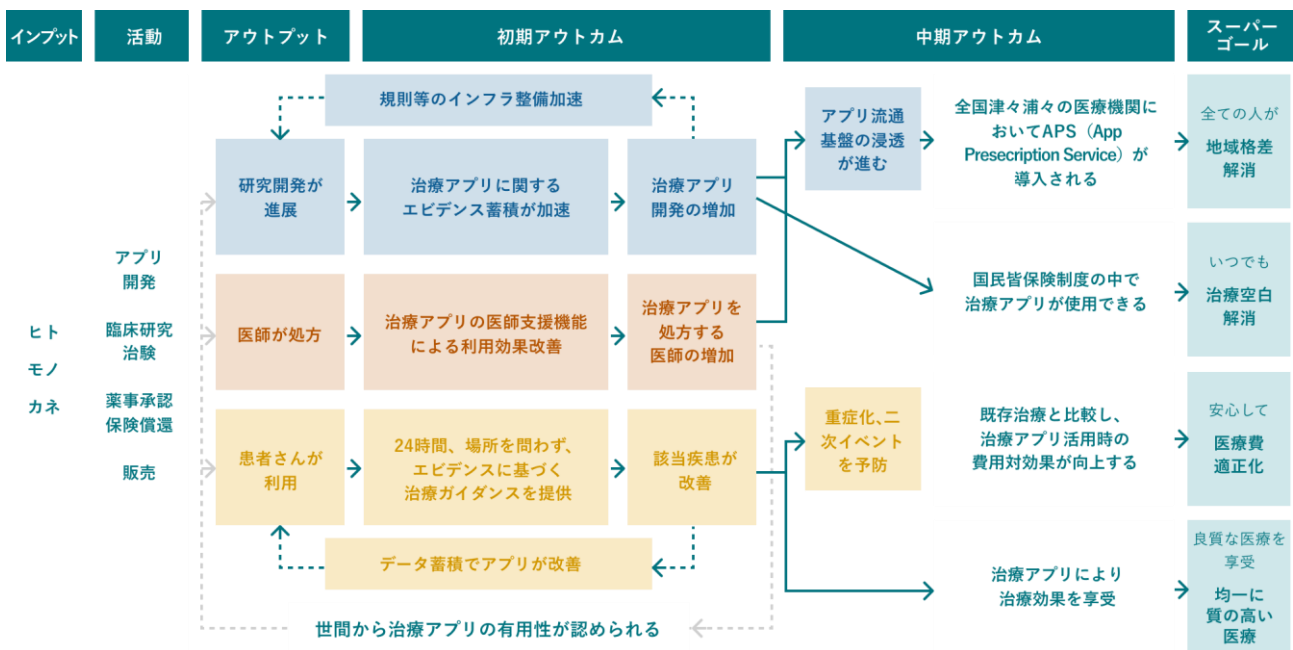 インプット
活動
アウトプット
初期アウトカム
中期アウトカム
スーパー
ゴール
ヒト
モノ
カネ
アプリ
開発
臨床研究
治験
薬事承認
保険償還
販売
規則等のインフラ整備加速
研究開発が
進展
治療アプリに関する
エビデンス蓄積が加速
治療アプリ
開発の増加
医師が処方
治療アプリの医師支援機能
による利用効果改善
治療アプリを
処方する
医師の増加
患者さんが
利用
24時間、場所を問わず、
エビデンスに基づく
治療ガイダンスを提供
該当疾患が
改善
データ蓄積でアプリが改善
世間から治療アプリの有用性が認められる
アプリ流通
基盤の浸透
が進む
全国津々浦々の医療機関に
おいてAPS（App
Presecription Service）が
導入される
国民皆保険制度の中で
治療アプリが使用できる
重症化、二
次イベント
を予防
既存治療と比較し、
治療アプリ活用時の
費用対効果が向上する
治療アプリにより
治療効果を享受
全ての人が
地域格差
解消
いつでも
治療空白
解消
安心して
医療費
適正化
良質な医療を
享受
均一に
質の高い
医療